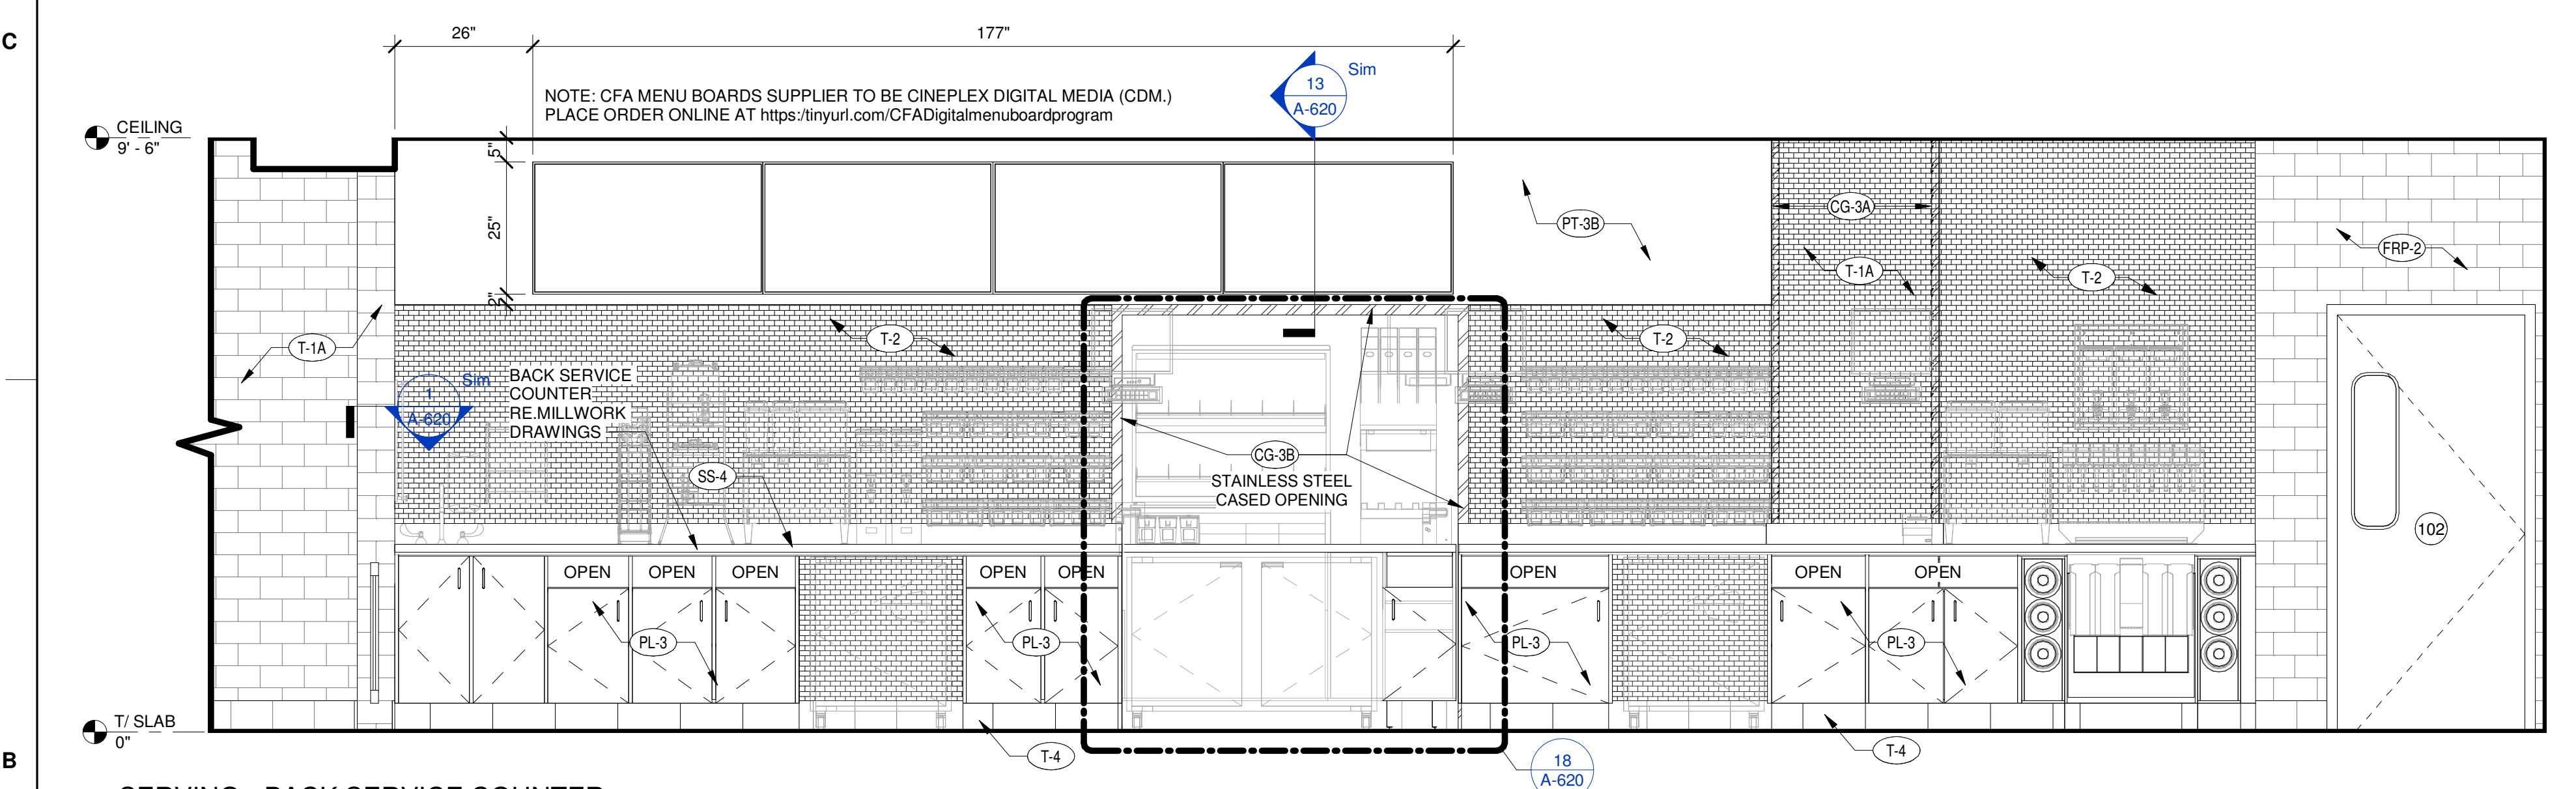 C
26"
177"
13
A-620
Sim
NOTE: CFA MENU BOARDS SUPPLIER TO BE CINEPLEX DIGITAL MEDIA (CDM.)
PLACE ORDER ONLINE AT https:/tinyurl.com/CFADigitalmenuboardprogram
CEILING
9' - 6"
5"
25"
2"
PT-3B
CG-3A
T-1A
T-2
FRP-2
T-1A
T-2
T-2
1
A-620
Sim
BACK SERVICE
COUNTER
RE.MILLWORK
DRAWINGS
SS-4
CG-3B
STAINLESS STEEL
CASED OPENING
102
OPEN
OPEN
OPEN
OPEN
OPEN
OPEN
OPEN
OPEN
PL-3
PL-3
PL-3
PL-3
T/ SLAB
0"
T-4
T-4
B
18
A-620
SERVING - BACK SERVICE COUNTER